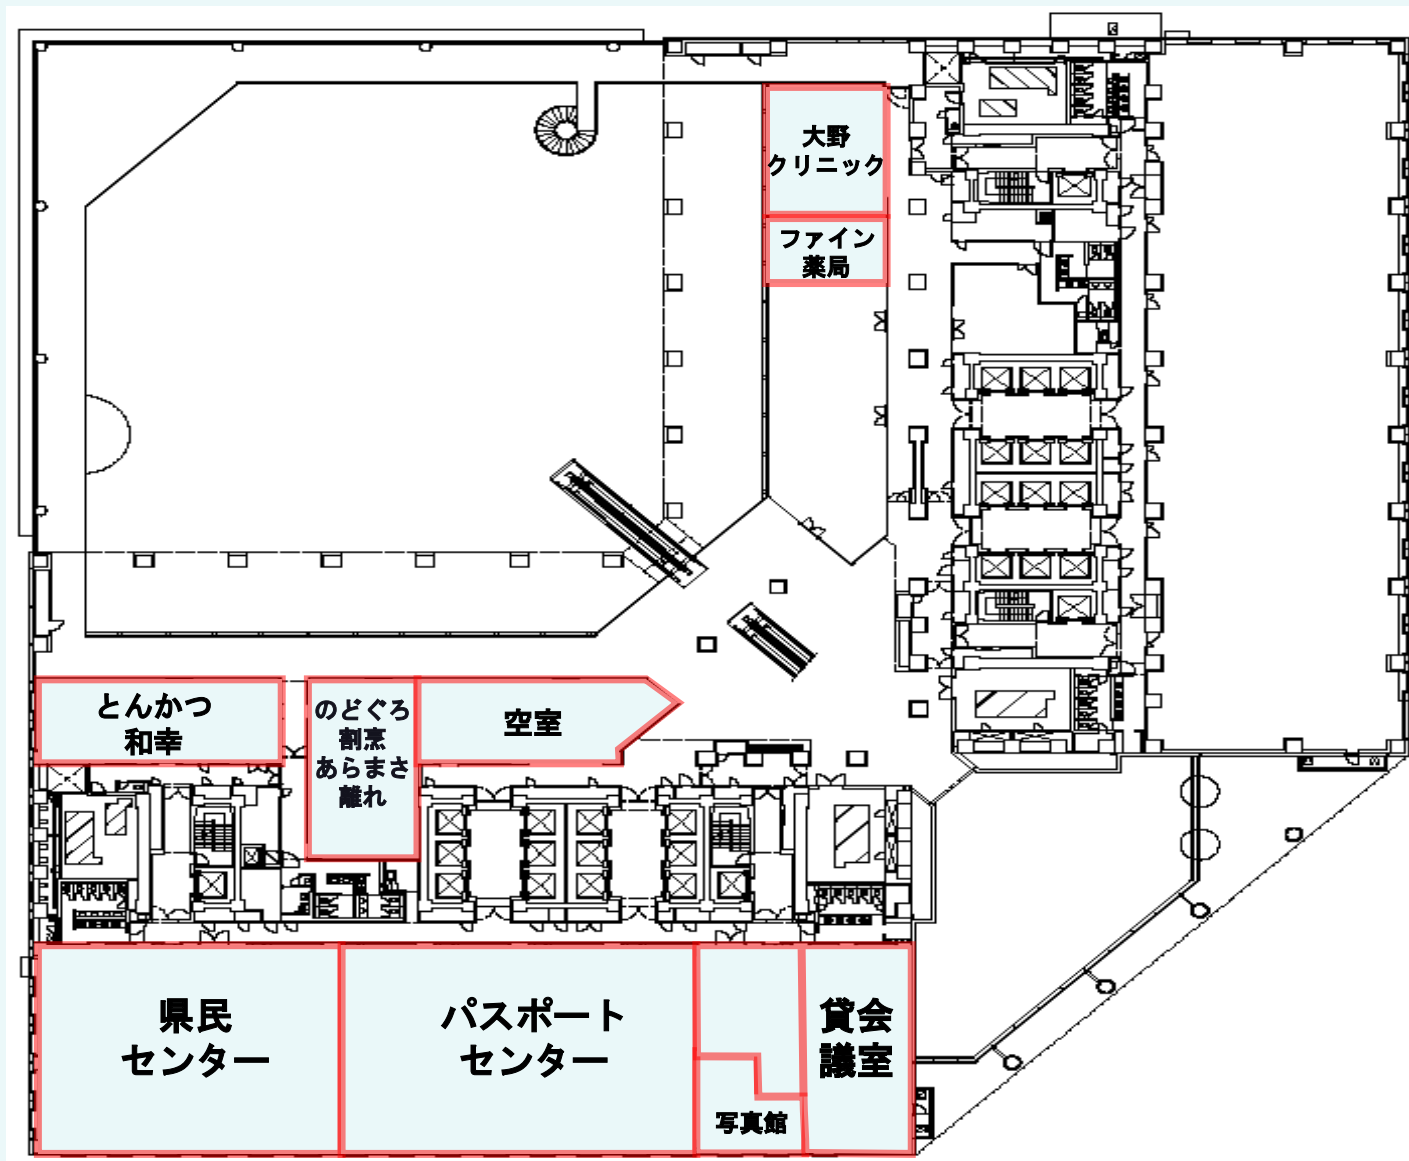 大野
クリニック
ファイン
薬局
とんかつ
和幸
のどぐろ
割烹
あらまさ
離れ
空室
県民
センター
パスポート
センター
写真館
貸会
議室